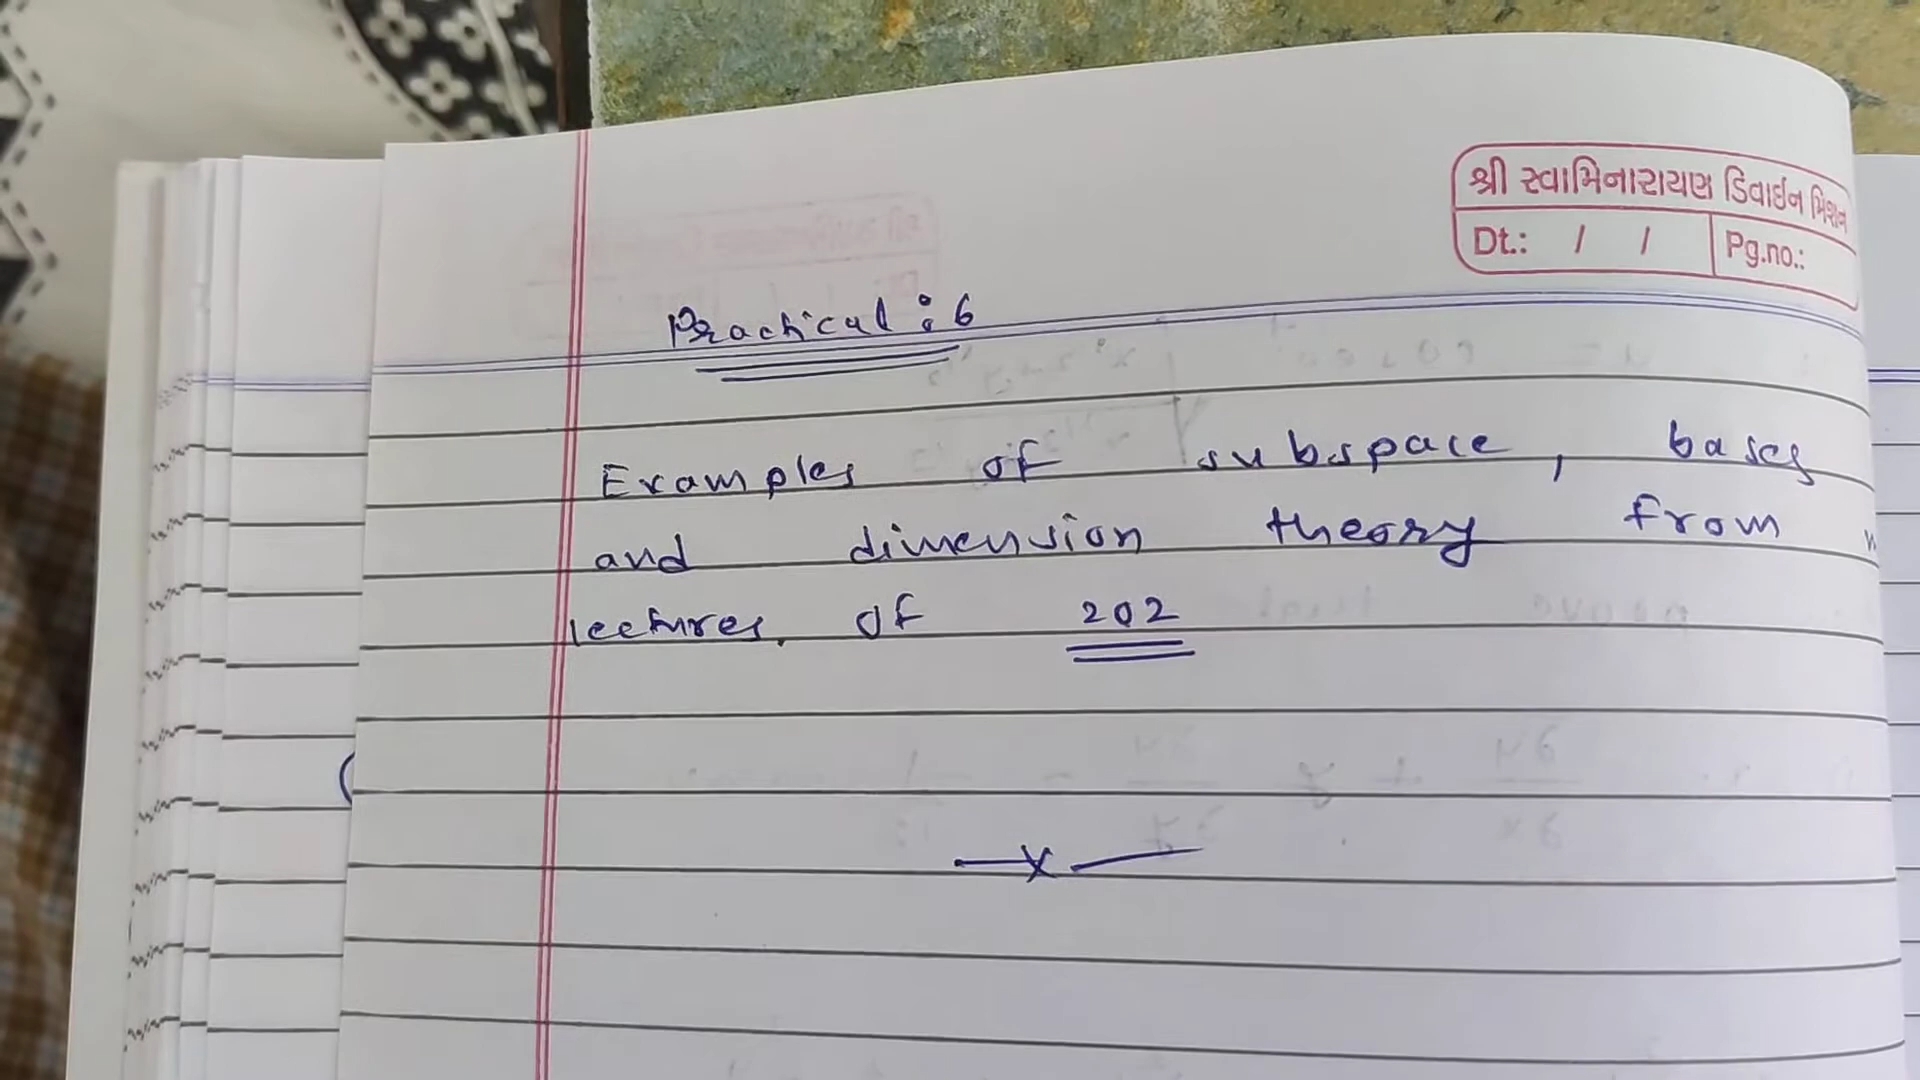 શ્રી સ્વામિનારાયણ ડિવાઈન મિશન
Dt.: / / Pg.no.:
Practical : 6
Examples of subspace, bases
and dimension theory from
lectures. of 202